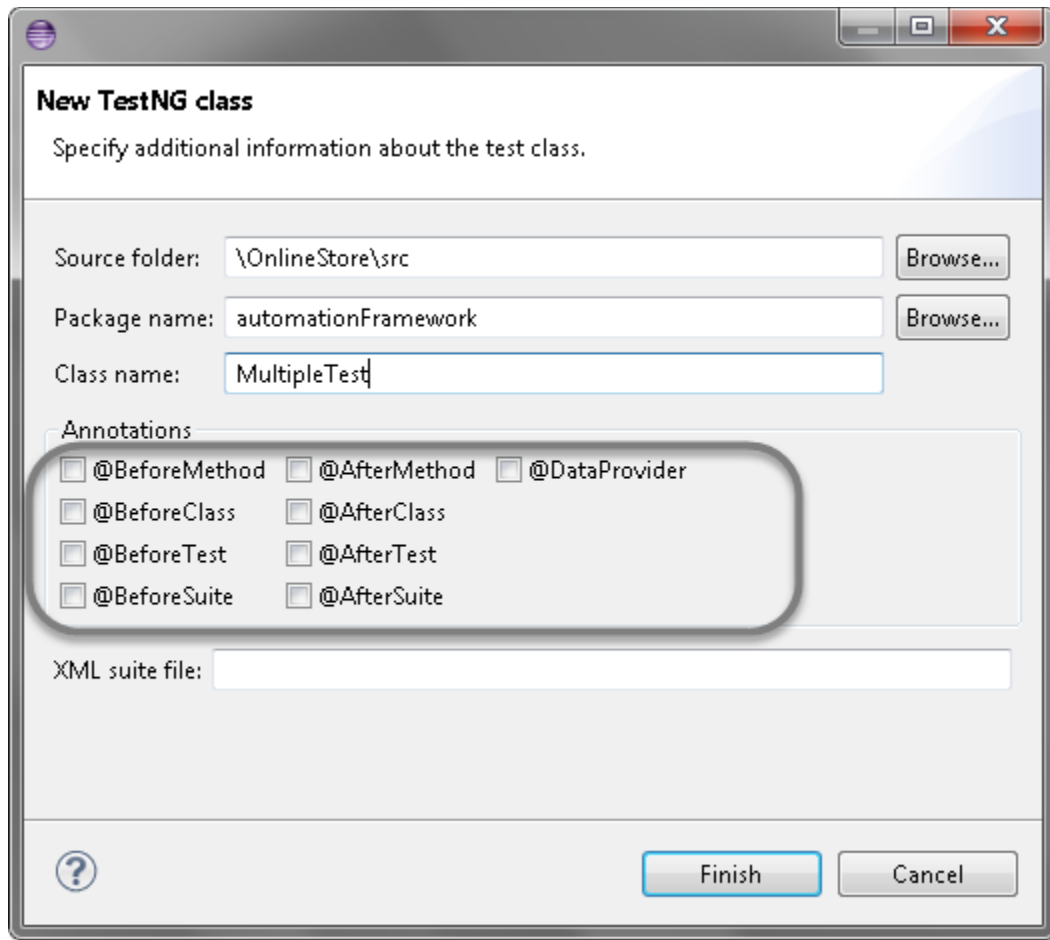 New TestNG class
Specify additional information about the test class.
Source folder: \OnlineStore\src Browse...
Package name: automationFramework Browse...
Class name: MultipleTest
Annotations
@BeforeMethod @AfterMethod @DataProvider
@BeforeClass @AfterClass
@BeforeTest @AfterTest
@BeforeSuite @AfterSuite
XML suite file:
? Finish Cancel